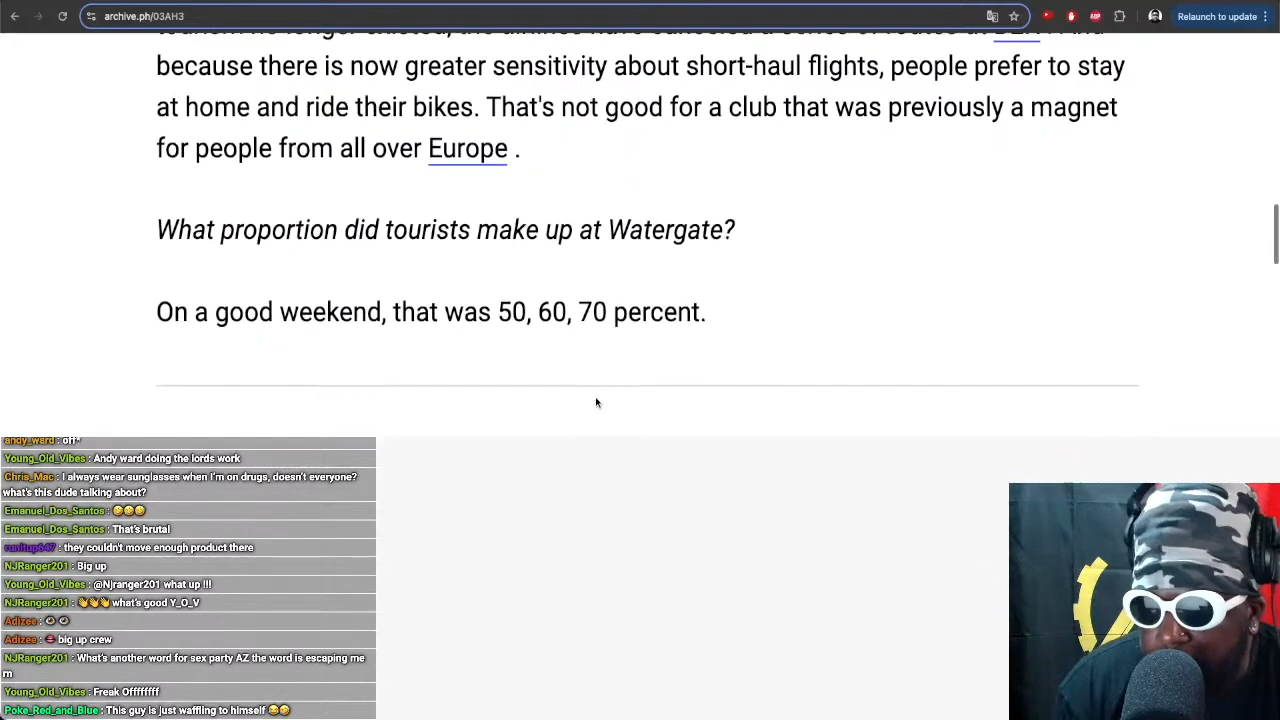 archive.ph/03AH3
Relaunch to update
because there is now greater sensitivity about short-haul flights, people prefer to stay
at home and ride their bikes. That's not good for a club that was previously a magnet
for people from all over Europe .
What proportion did tourists make up at Watergate?
On a good weekend, that was 50, 60, 70 percent.
andy_ward : off*
Young_Old_Vibes : Andy ward doing the lords work
Chris_Mac : I always wear sunglasses when I'm on drugs, doesn't everyone?
what's this dude talking about?
Emanuel_Dos_Santos : 🤣🤣🤣
Emanuel_Dos_Santos : That's brutal
runitup647 : they couldn't move enough product there
NJRanger201 : Big up
Young_Old_Vibes : @Njranger201 what up !!!
NJRanger201 : 👋👋👋 what's good Y_O_V
Adizee : 👁 👁
Adizee : 👄 big up crew
NJRanger201 : What's another word for sex party AZ the word is escaping me
m
Young_Old_Vibes : Freak Offfffff
Poke_Red_and_Blue : This guy is just waffling to himself 😂🤣